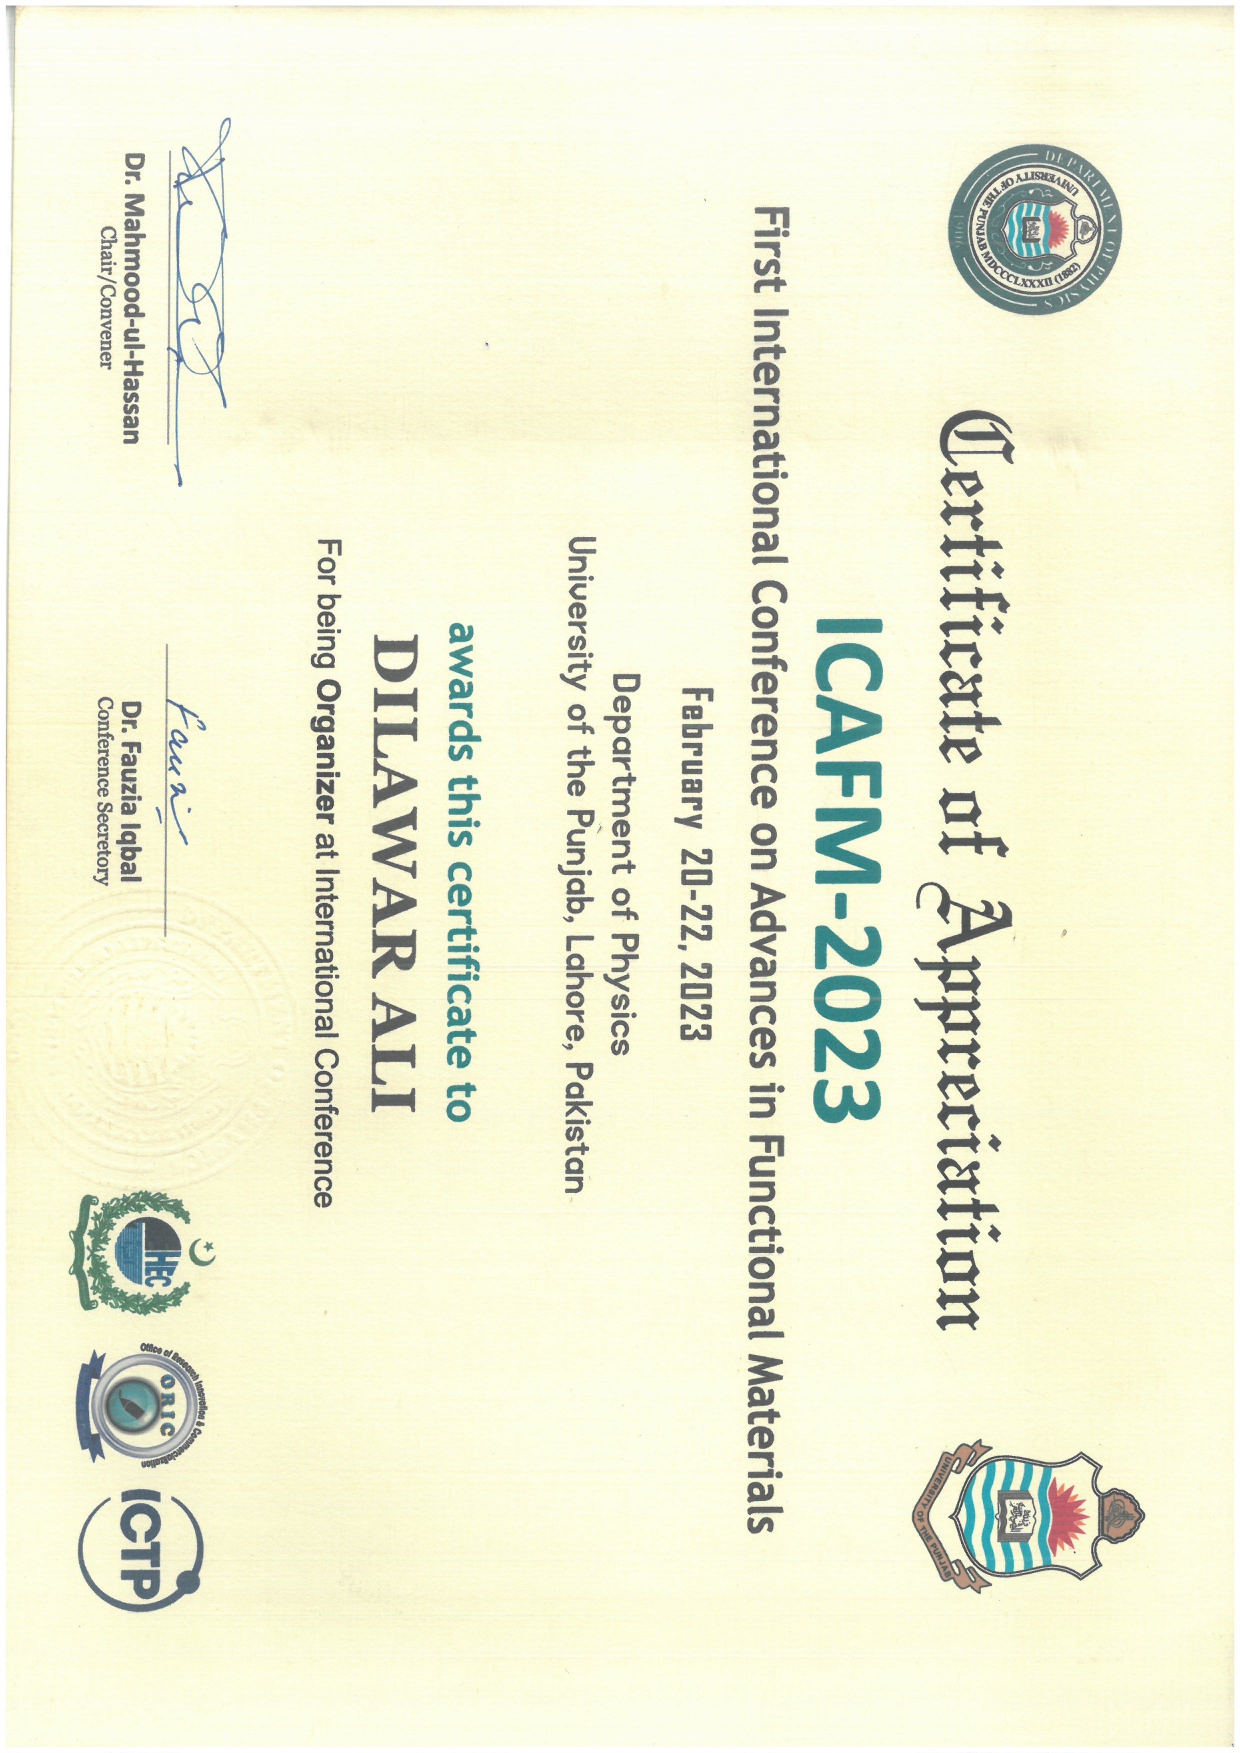 DEPARTMENT OF PHYSICS
UNIVERSITY OF THE PUNJAB MDCCCLXXXII (1882)
1906
UNIVERSITY OF THE PUNJAB
Certificate of Appreciation
ICAFM-2023
First International Conference on Advances in Functional Materials
February 20-22, 2023
Department of Physics
University of the Punjab, Lahore, Pakistan
awards this certificate to
DILAWAR ALI
For being Organizer at International Conference
Fauzi
Dr. Mahmood-ul-Hassan
Chair/Convener
Dr. Fauzia Iqbal
Conference Secretory
HEC
Office of Research Innovation & Commercialization
ORIC
ICTP